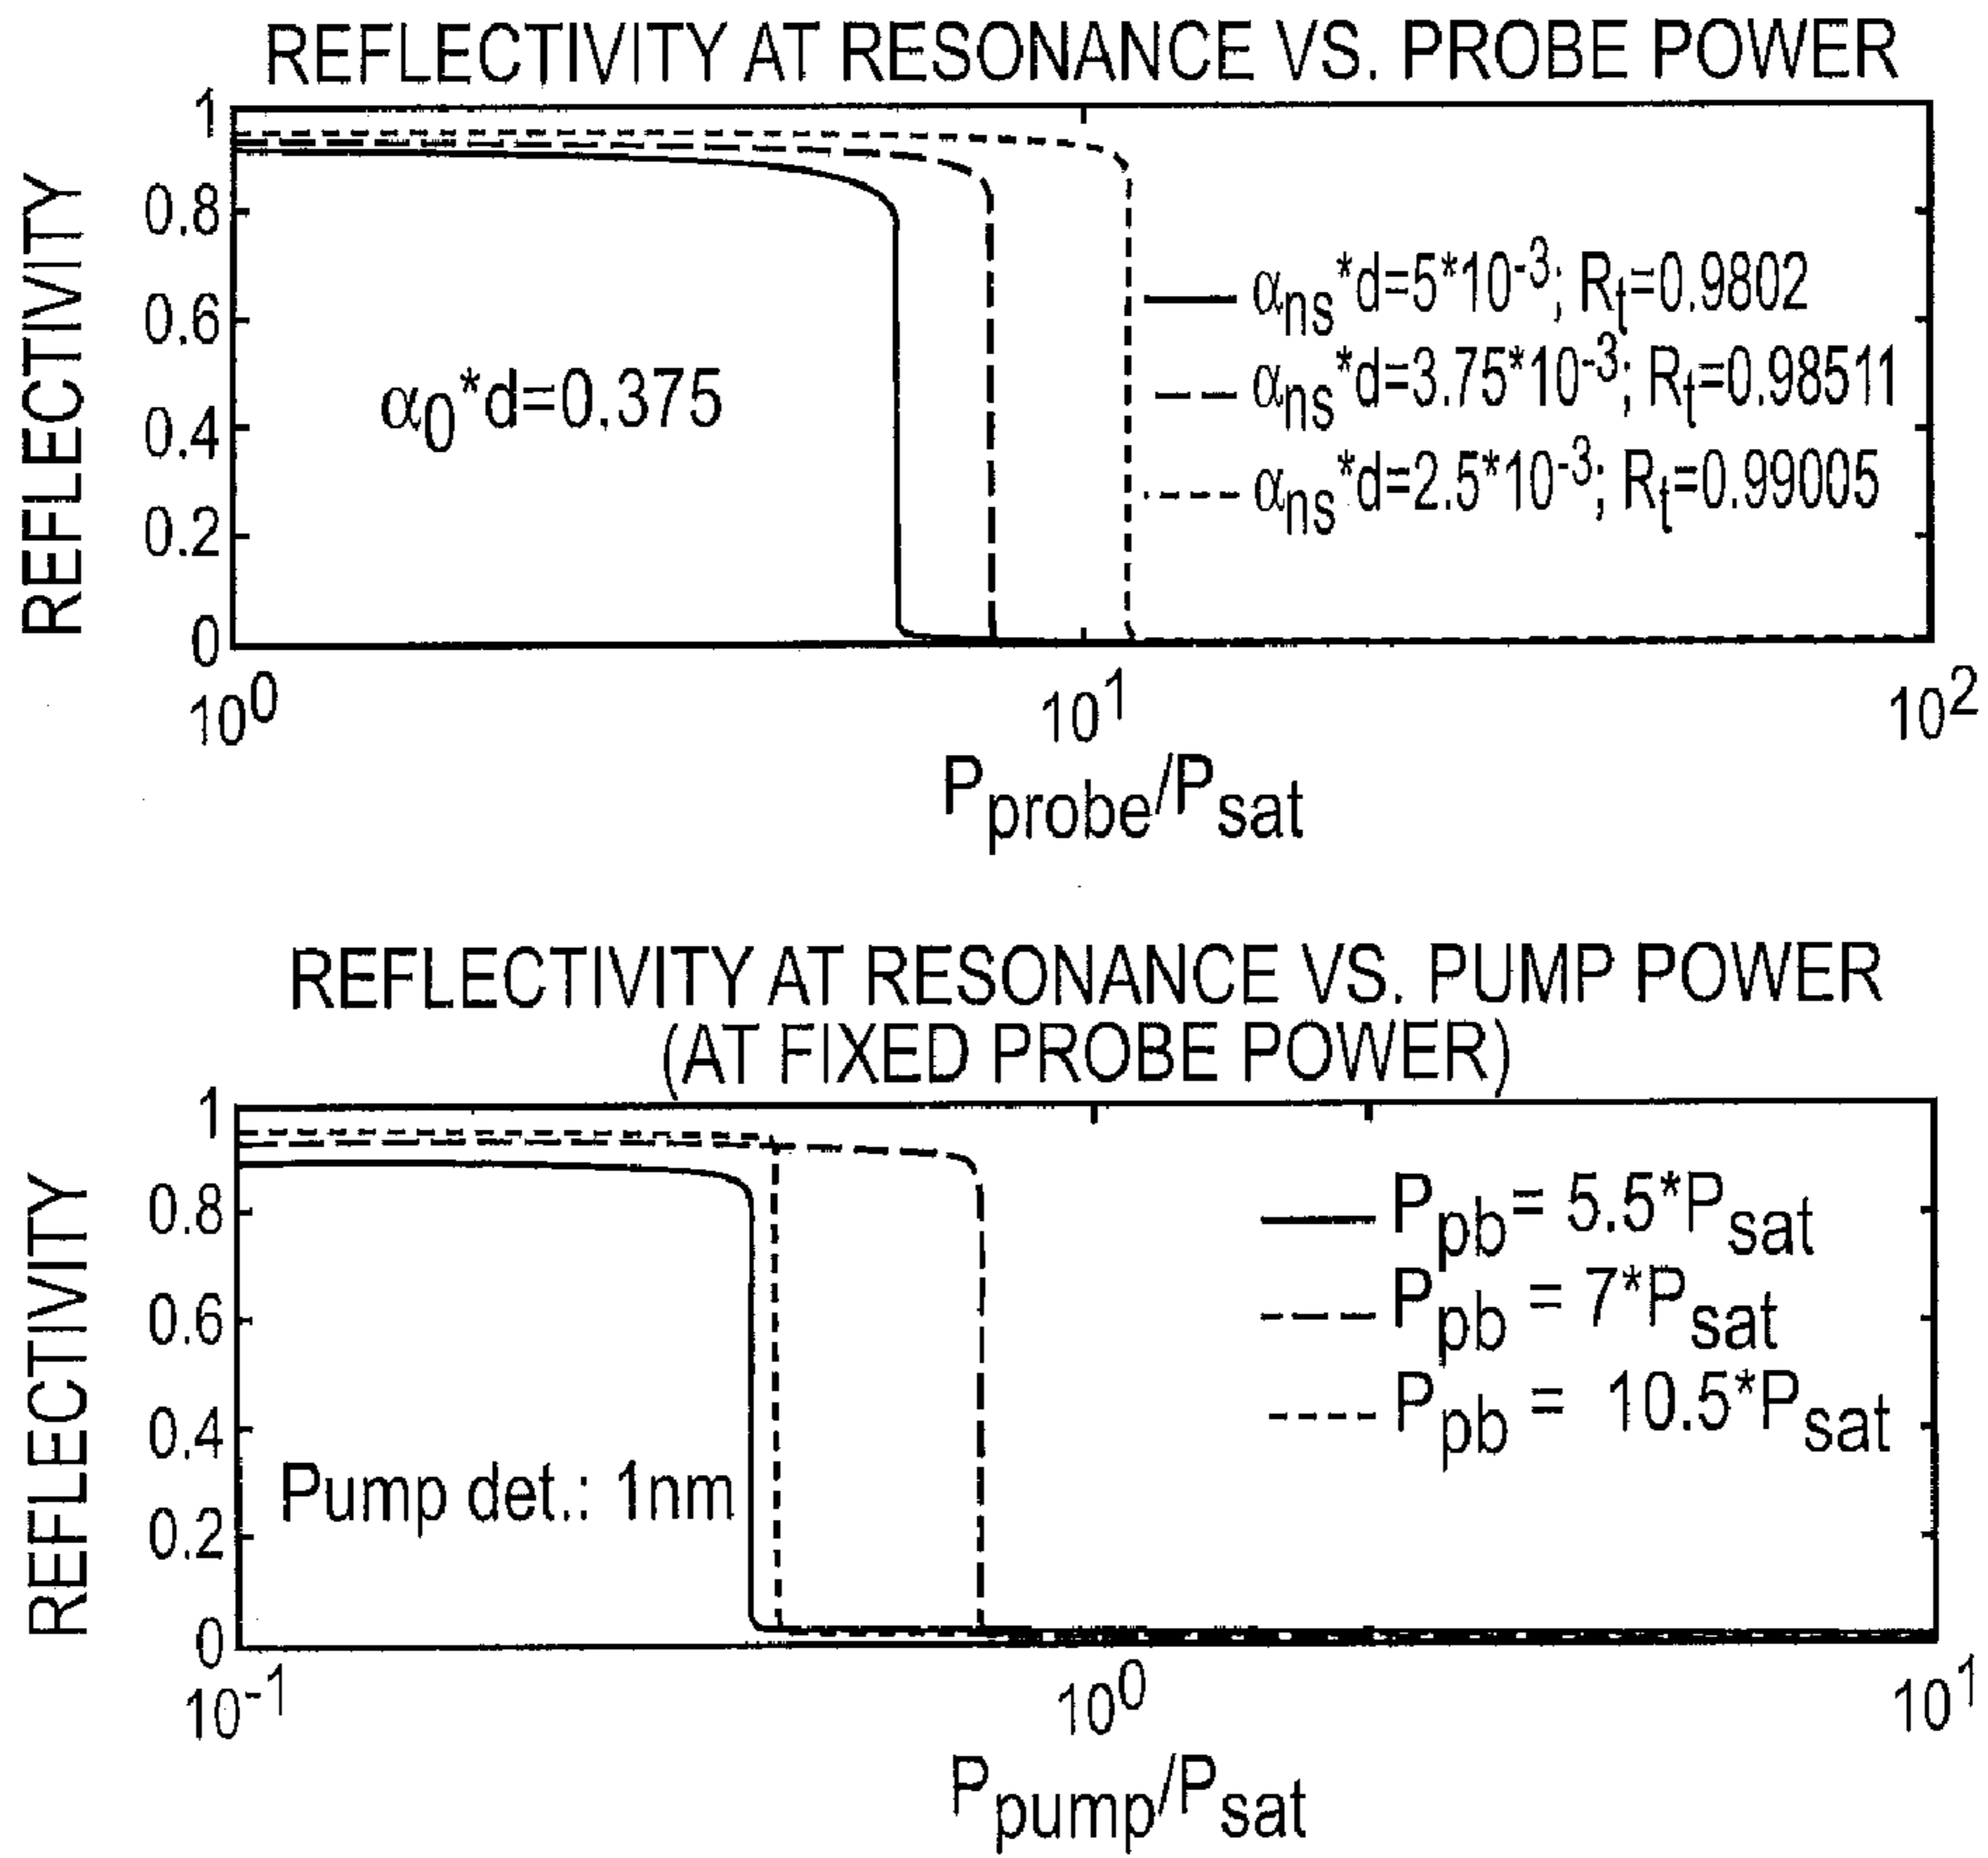 REFLECTIVITY AT RESONANCE VS. PROBE POWER
REFLECTIVITY
1
0.8
0.6
0.4
0.2
0
α0*d=0.375
αns*d=5*10-3; Rt=0.9802
αns*d=3.75*10-3; Rt=0.98511
αns*d=2.5*10-3; Rt=0.99005
10^0
10^1
10^2
Pprobe/Psat
REFLECTIVITY AT RESONANCE VS. PUMP POWER
(AT FIXED PROBE POWER)
REFLECTIVITY
1
0.8
0.6
0.4
0.2
0
Pump det.: 1nm
Ppb= 5.5*Psat
Ppb = 7*Psat
Ppb = 10.5*Psat
10^-1
10^0
10^1
Ppump/Psat